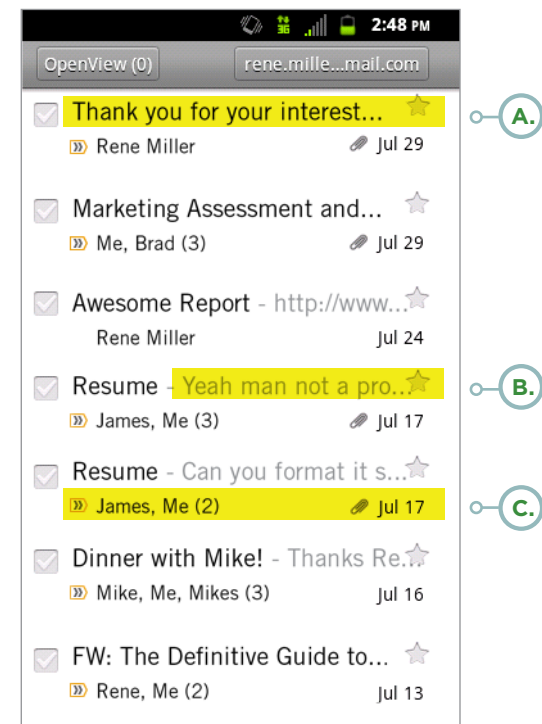 3G 2:48 PM
OpenView (0) rene.mille...mail.com
Thank you for your interest... A.
Rene Miller Jul 29
Marketing Assessment and...
Me, Brad (3) Jul 29
Awesome Report - http://www...
Rene Miller Jul 24
Resume - Yeah man not a pro... B.
James, Me (3) Jul 17
Resume - Can you format it s...
James, Me (2) Jul 17 C.
Dinner with Mike! - Thanks Re...
Mike, Me, Mikes (3) Jul 16
FW: The Definitive Guide to...
Rene, Me (2) Jul 13